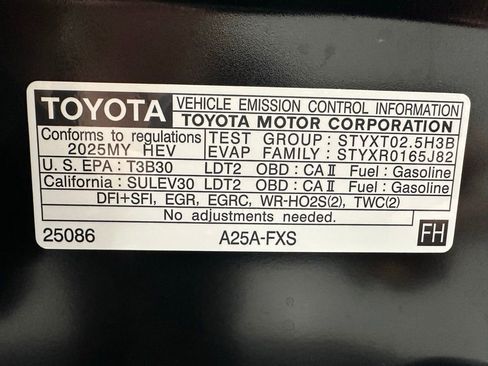 TOYOTA VEHICLE EMISSION CONTROL INFORMATION
TOYOTA MOTOR CORPORATION
Conforms to regulations TEST GROUP : STYXT02.5H3B
2025MY HEV EVAP FAMILY : STYXR0165J82
U.S. EPA : T3B30 LDT2 OBD : CA II Fuel : Gasoline
California : SULEV30 LDT2 OBD : CA II Fuel : Gasoline
DFI+SFI, EGR, EGRC, WR-HO2S(2), TWC(2)
No adjustments needed.
25086 A25A-FXS FH